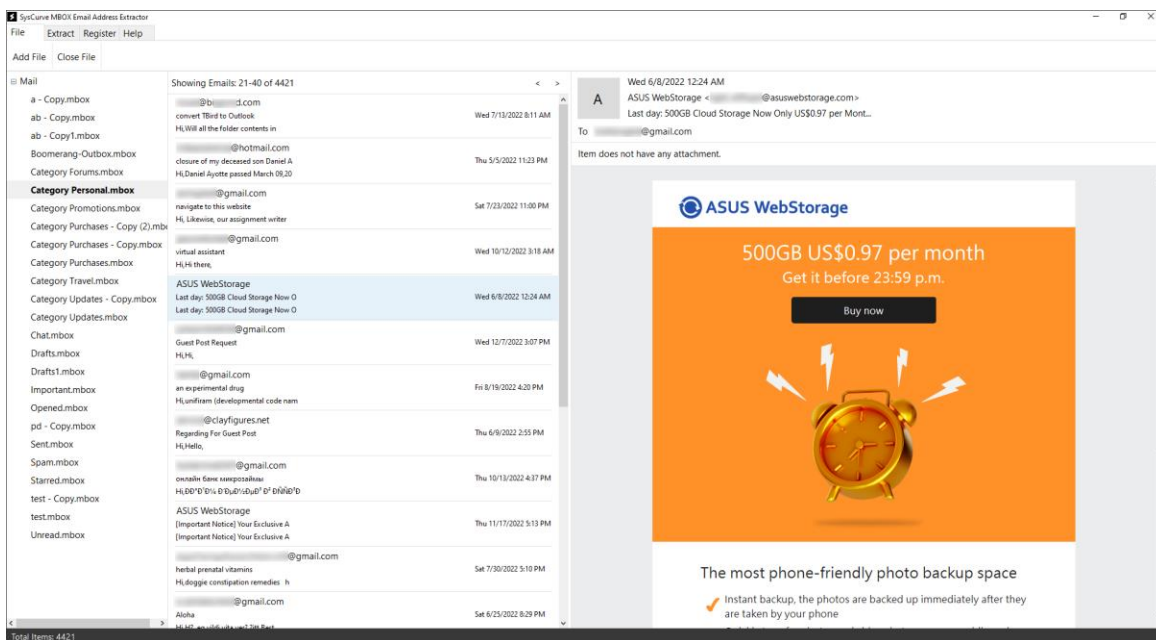 SysCurve MBOX Email Address Extractor
File Extract Register Help
Add File Close File
Mail
a - Copy.mbox
ab - Copy.mbox
ab - Copy1.mbox
Boomerang-Outbox.mbox
Category Forums.mbox
Category Personal.mbox
Category Promotions.mbox
Category Purchases - Copy (2).mb
Category Purchases - Copy.mbox
Category Purchases.mbox
Category Travel.mbox
Category Updates - Copy.mbox
Category Updates.mbox
Chat.mbox
Drafts.mbox
Drafts1.mbox
Important.mbox
Opened.mbox
pd - Copy.mbox
Sent.mbox
Spam.mbox
Starred.mbox
test - Copy.mbox
test.mbox
Unread.mbox
Total Items: 4421
Showing Emails: 21-40 of 4421 < >
d.com
convert TBird to Outlook
Wed 7/13/2022 8:11 AM
Hi,Will all the folder contents in
@hotmail.com
closure of my deceased son Daniel A
Thu 5/5/2022 11:23 PM
Hi,Daniel Ayotte passed March 09,20
@gmail.com
navigate to this website
Sat 7/23/2022 11:00 PM
Hi, Likewise, our assignment writer
@gmail.com
virtual assistant
Wed 10/12/2022 3:18 AM
Hi,Hi there,
ASUS WebStorage
Last day: 500GB Cloud Storage Now O
Wed 6/8/2022 12:24 AM
Last day: 500GB Cloud Storage Now O
@gmail.com
Guest Post Request
Wed 12/7/2022 3:07 PM
Hi,Hi,
@gmail.com
an experimental drug
Fri 8/19/2022 4:20 PM
Hi,unifiram (developmental code nam
@clayfigures.net
Regarding For Guest Post
Thu 6/9/2022 2:55 PM
Hi,Hello,
@gmail.com
онлайн банк микрозаймы
Thu 10/13/2022 4:37 PM
ASUS WebStorage
[Important Notice] Your Exclusive A
Thu 11/17/2022 5:13 PM
[Important Notice] Your Exclusive A
@gmail.com
herbal prenatal vitamins
Sat 7/30/2022 5:10 PM
Hi,doggie constipation remedies h
@gmail.com
Aloha
Sat 6/25/2022 8:29 PM
Wed 6/8/2022 12:24 AM
A
ASUS WebStorage < @asuswebstorage.com>
Last day: 500GB Cloud Storage Now Only US$0.97 per Mont...
To @gmail.com
Item does not have any attachment.
ASUS WebStorage
500GB US$0.97 per month
Get it before 23:59 p.m.
Buy now
The most phone-friendly photo backup space
Instant backup, the photos are backed up immediately after they
are taken by your phone